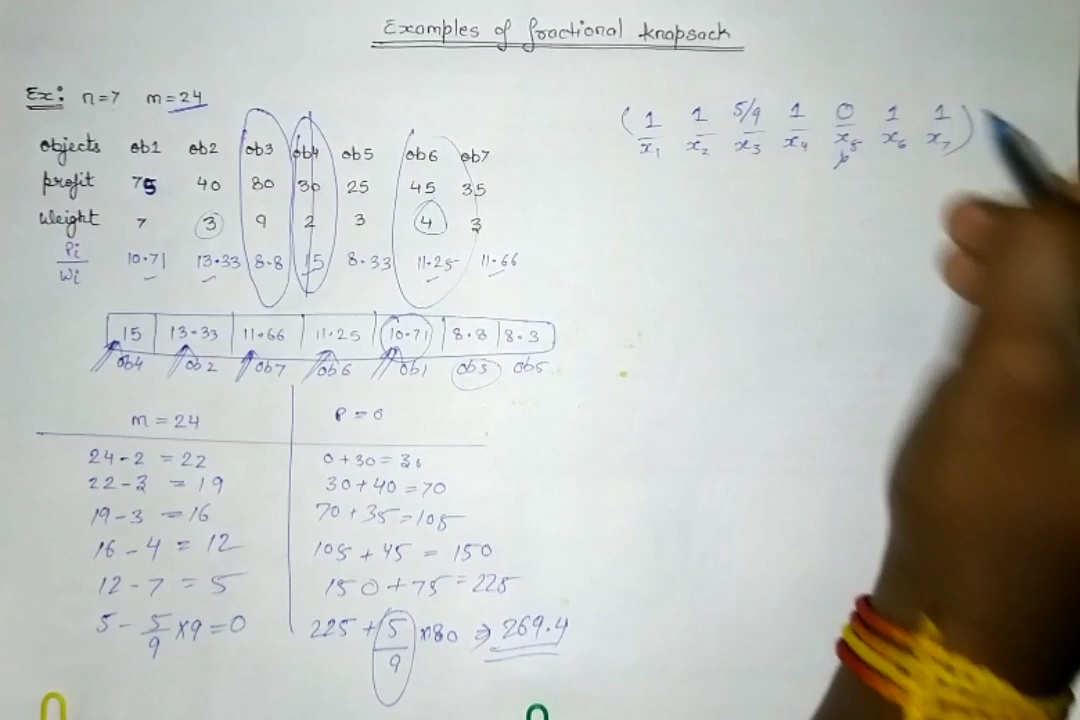 Examples of fractional knapsack
Ex: n=7 m=24
( 1 1 5/9 1 0 1 1 )
x1 x2 x3 x4 x5 x6 x7
objects ob1 ob2 ob3 ob4 ob5 ob6 ob7
profit 75 40 80 30 25 45 35
Weight 7 3 9 2 3 4 3
Pi/Wi 10.71 13.33 8.8 15 8.33 11.25 11.66
15 13.33 11.66 11.25 10.71 8.8 8.3
ob4 ob2 ob7 ob6 ob1 ob3 ob5
m = 24 P = 0
24-2 = 22 0+30=30
22-3 = 19 30+40=70
19-3 = 16 70+35=105
16-4 = 12 105+45 = 150
12-7 = 5 150+75=225
5 - 5/9 x9 = 0 225 + 5/9 x80 ⇒ 269.4